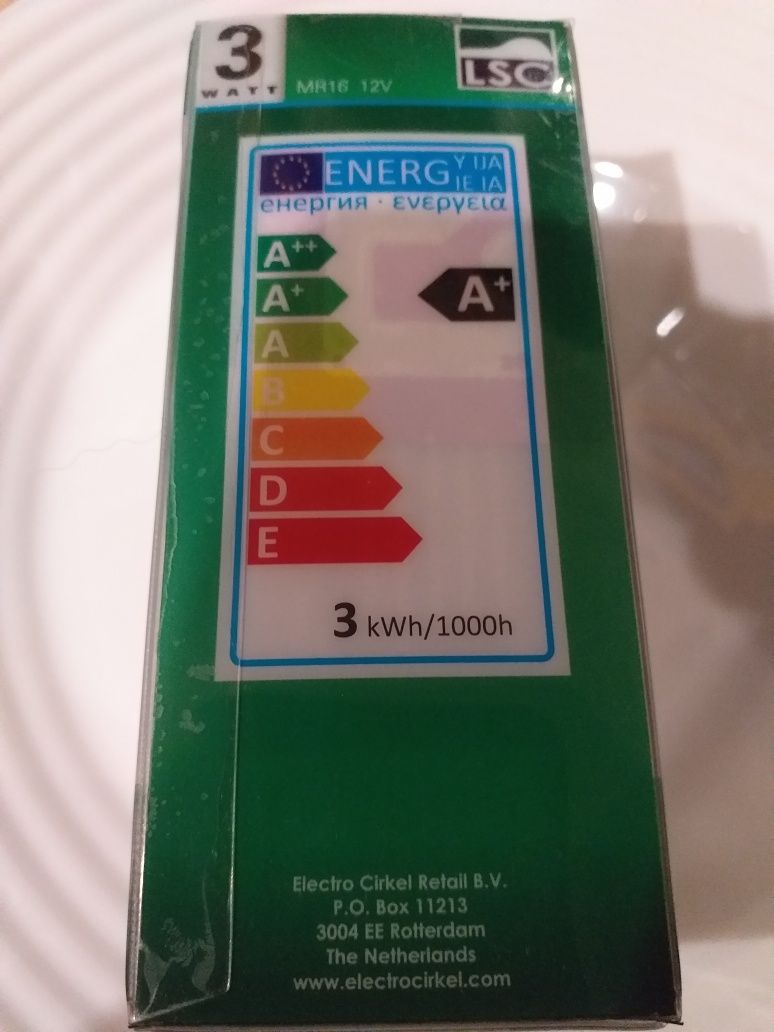 3
WATT
MR16 12V
LSC
ENERG
Y IJA
IE IA
енергия · ενεργεια
A++
A+
A+
A
B
C
D
E
3 kWh/1000h
Electro Cirkel Retail B.V.
P.O. Box 11213
3004 EE Rotterdam
The Netherlands
www.electrocirkel.com